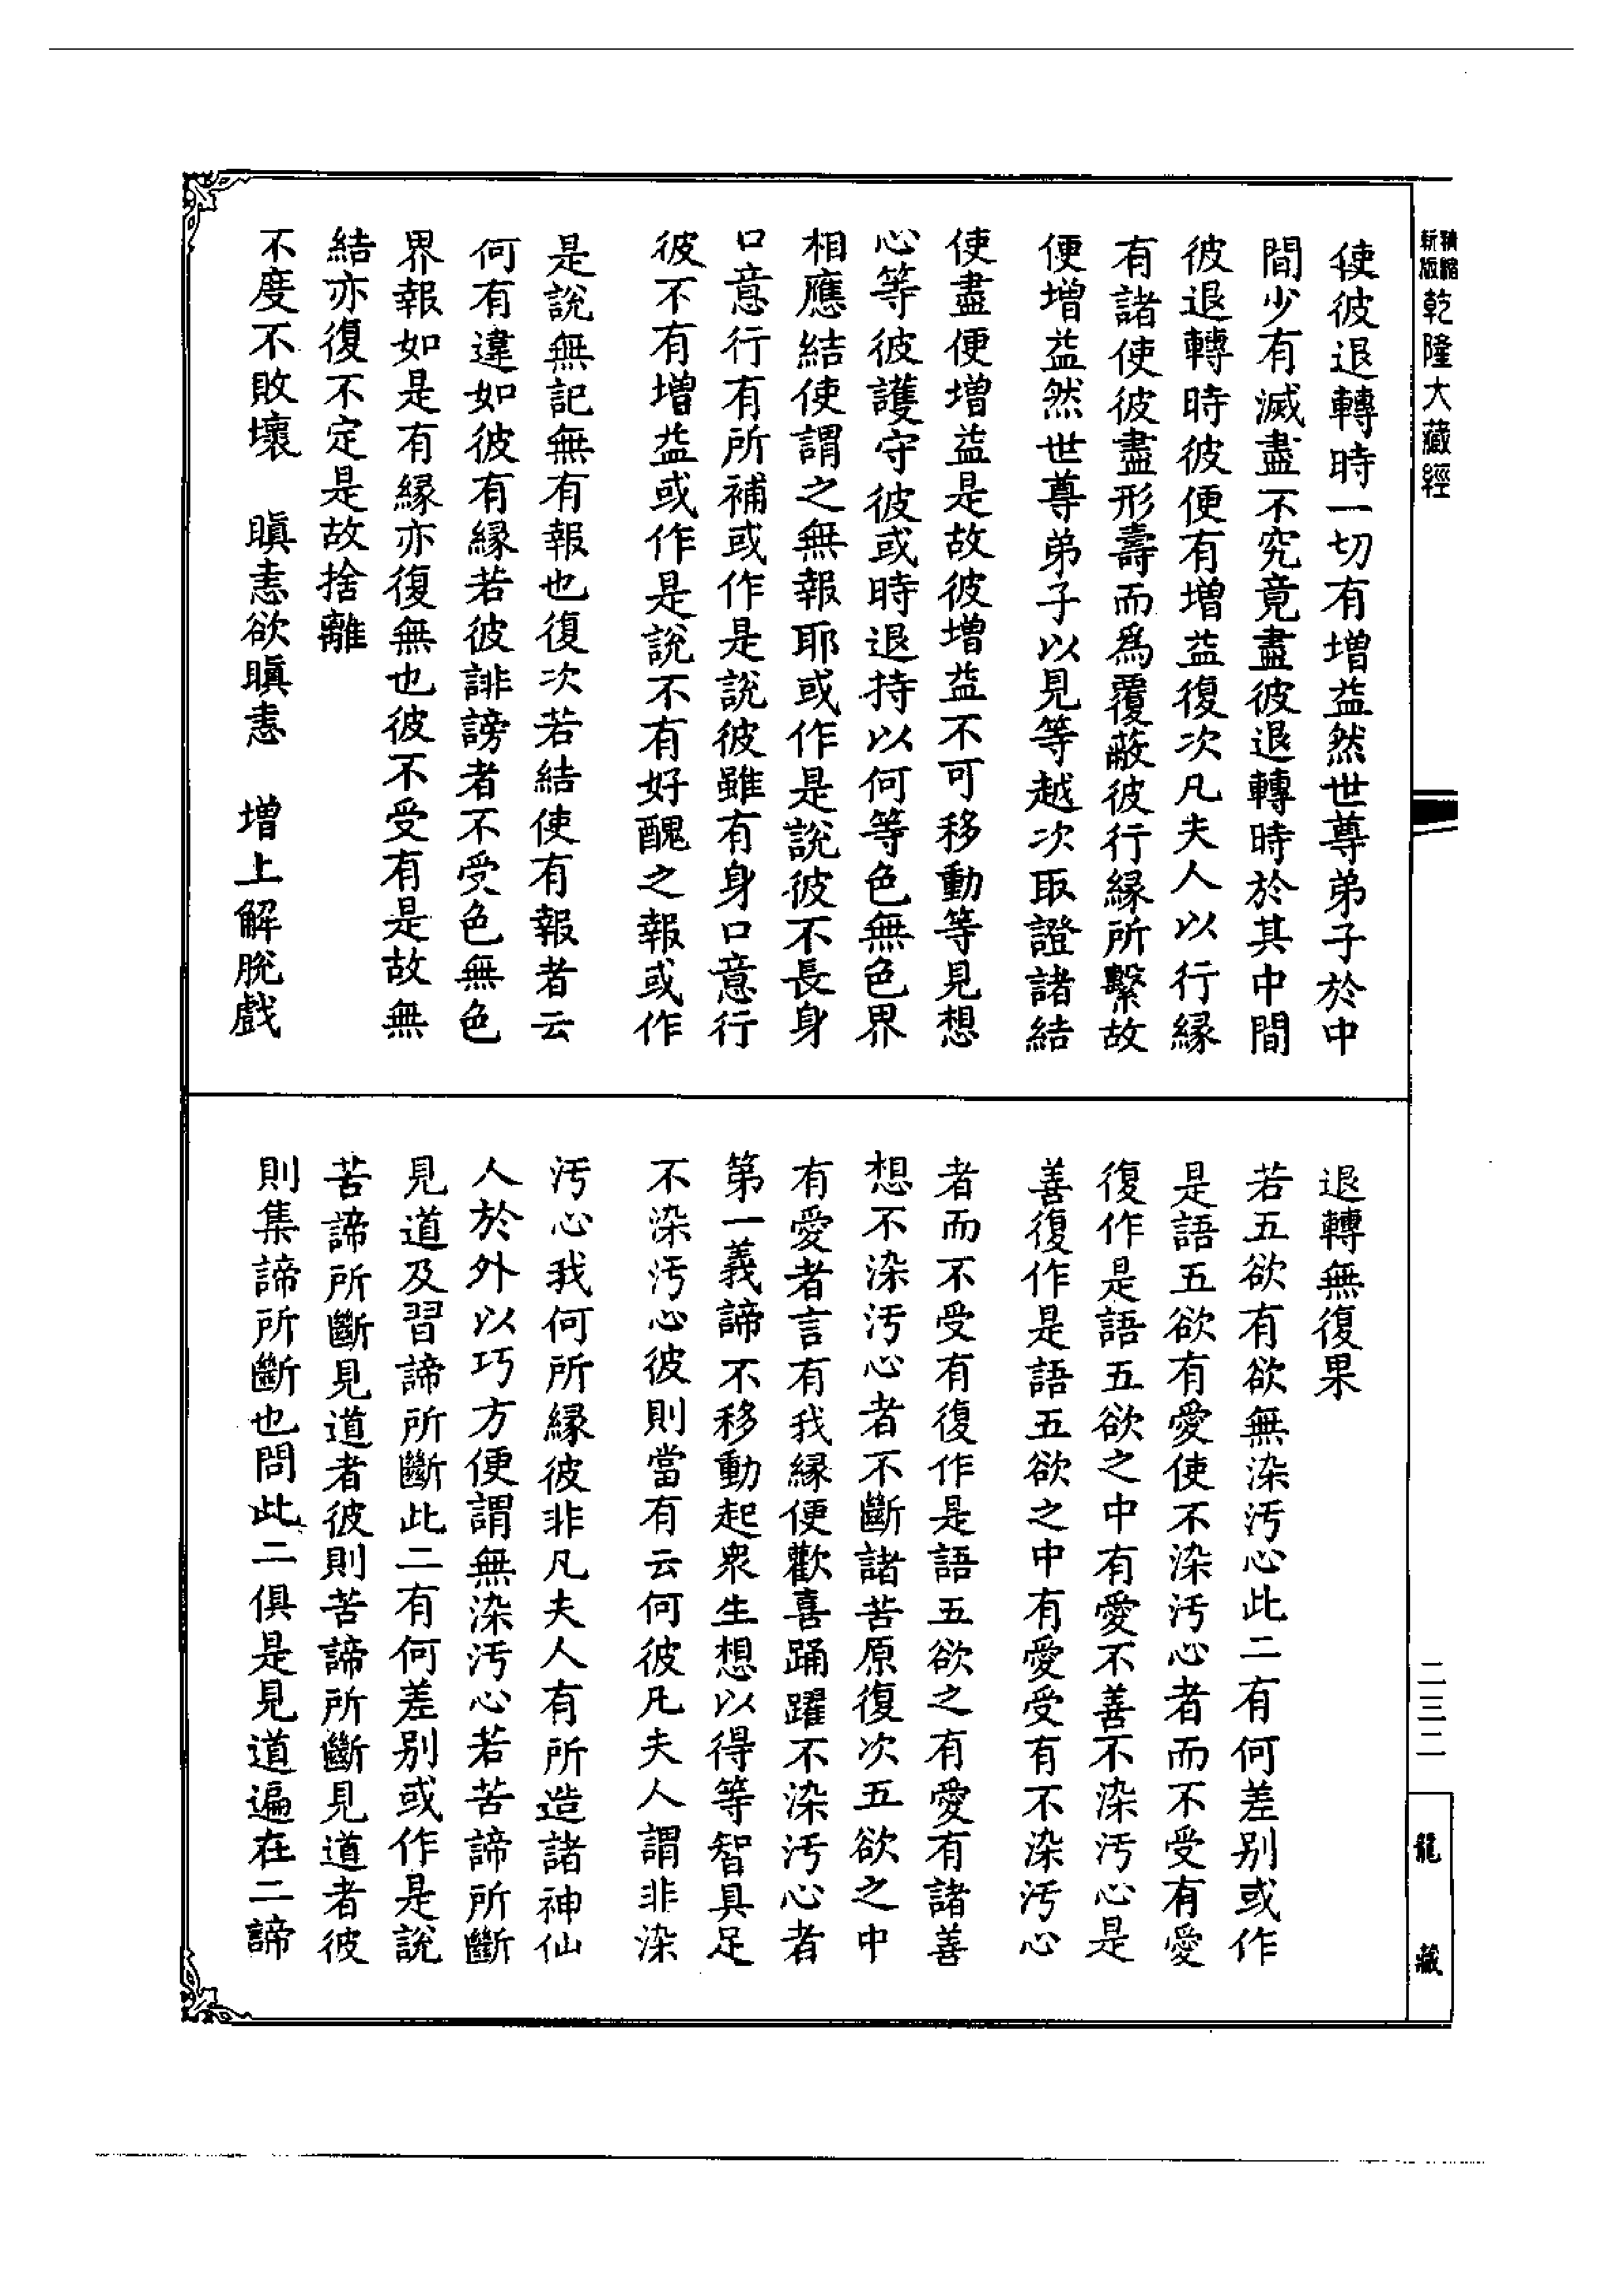 精縮新版乾隆大藏經
使彼退轉時一切有增益然世尊弟子於中
間少有滅盡不究竟盡彼退轉時於其中間
彼退轉時彼便有增益復次凡夫人以行緣
有諸使彼盡形壽而為覆蔽彼行緣所繫故
便增益然世尊弟子以見等越次取證諸結
使盡便增益是故彼增益不可移動等見想
心等彼護守彼或時退持以何等色無色界
相應結使謂之無報耶或作是說彼不長身
口意行有所補或作是說彼雖有身口意行
彼不有增益或作是說不有好醜之報或作
是說無記無有報也復次若結使有報者云
何有違如彼有緣若彼誹謗者不受色無色
界報如是有緣亦復無也彼不受有是故無
結亦復不定是故捨離
不度不敗壞　瞋恚欲瞋恚　增上解脫戲
退轉無復果
若五欲有欲無染污心此二有何差別或作
是語五欲有愛使不染污心者而不受有愛
復作是語五欲之中有愛不善不染污心是
善復作是語五欲之中有愛愛受有不染污心
者而不受有復作是語五欲之有愛有諸善
想不染污心者不斷諸苦原復次五欲之中
有愛者言有我緣便歡喜踊躍不染污心者
第一義諦不移動起眾生想以得等智具足
不染污心彼則當有云何彼凡夫人謂非染
污心我何所緣彼非凡夫人有所造諸神仙
人於外以巧方便謂無染污心若苦諦所斷
見道及習諦所斷此二有何差別或作是說
苦諦所斷見道者彼則苦諦所斷見道者彼
則集諦所斷也問此二俱是見道遍在二諦
二三二
龍藏